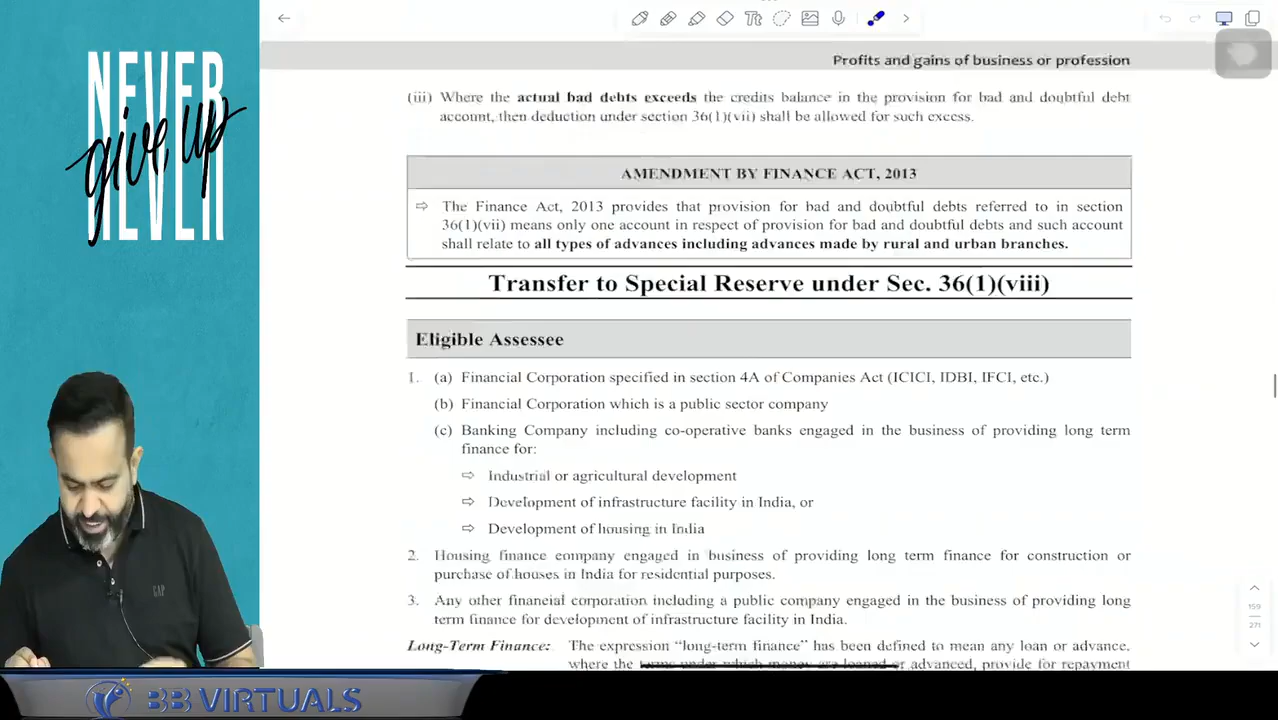 NEVER
give up
NEVER
GAP
BB VIRTUALS
Profits and gains of business or profession
(iii) Where the actual bad debts exceeds the credits balance in the provision for bad and doubtful debt
account, then deduction under section 36(1)(vii) shall be allowed for such excess.
AMENDMENT BY FINANCE ACT, 2013
⇨ The Finance Act, 2013 provides that provision for bad and doubtful debts referred to in section
36(1)(vii) means only one account in respect of provision for bad and doubtful debts and such account
shall relate to all types of advances including advances made by rural and urban branches.
Transfer to Special Reserve under Sec. 36(1)(viii)
Eligible Assessee
1. (a) Financial Corporation specified in section 4A of Companies Act (ICICI, IDBI, IFCI, etc.)
(b) Financial Corporation which is a public sector company
(c) Banking Company including co-operative banks engaged in the business of providing long term
finance for:
⇨ Industrial or agricultural development
⇨ Development of infrastructure facility in India, or
⇨ Development of housing in India
2. Housing finance company engaged in business of providing long term finance for construction or
purchase of houses in India for residential purposes.
3. Any other financial corporation including a public company engaged in the business of providing long
term finance for development of infrastructure facility in India.
Long-Term Finance: The expression “long-term finance” has been defined to mean any loan or advance.
where the terms under which money are loaned or advanced, provide for repayment
Tt
159
271